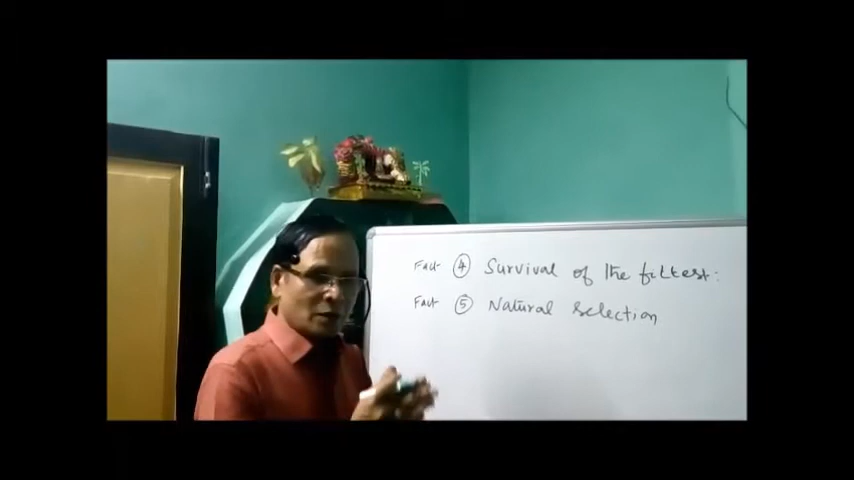 Fact ④ Survival of the fittest:
Fact ⑤ Natural selection